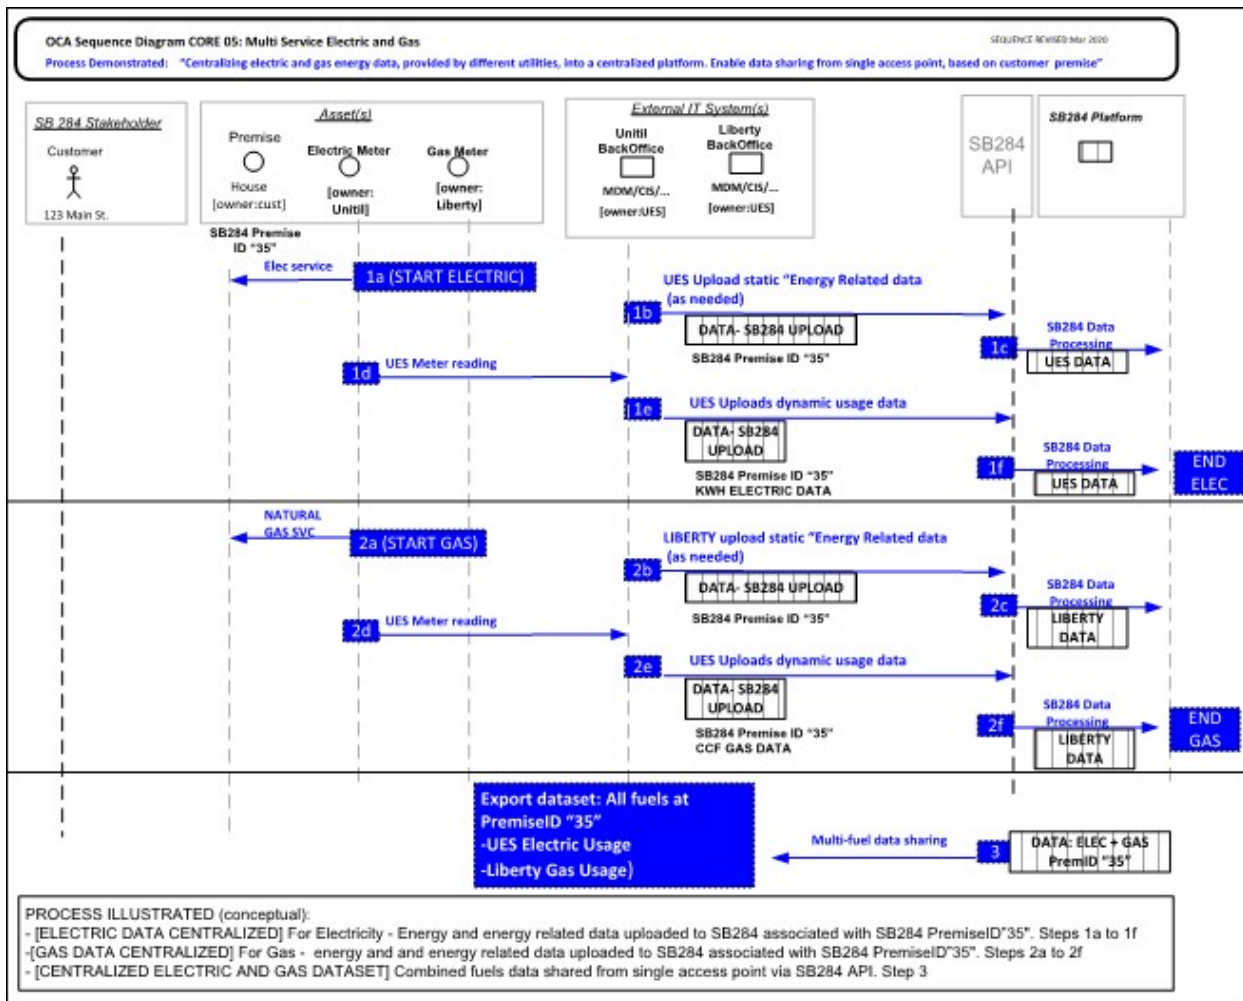 OCA Sequence Diagram CORE 05: Multi Service Electric and Gas
SEQUENCE REVISED:Mar 2020
Process Demonstrated: "Centralizing electric and gas energy data, provided by different utilities, into a centralized platform. Enable data sharing from single access point, based on customer premise"
SB 284 Stakeholder
Customer
123 Main St.
Asset(s)
Premise
House
[owner:cust]
SB284 Premise
ID "35"
Electric Meter
[owner:
Unitil]
Gas Meter
[owner:
Liberty]
External IT System(s)
Unitil
BackOffice
MDM/CIS/...
[owner:UES]
Liberty
BackOffice
MDM/CIS/...
[owner:UES]
SB284
API
SB284 Platform
Elec service
1a (START ELECTRIC)
1b
UES Upload static "Energy Related data
(as needed)
DATA- SB284 UPLOAD
SB284 Premise ID "35"
1c
SB284 Data
Processing
UES DATA
1d
UES Meter reading
1e
UES Uploads dynamic usage data
DATA- SB284
UPLOAD
SB284 Premise ID "35"
KWH ELECTRIC DATA
1f
SB284 Data
Processing
UES DATA
END
ELEC
NATURAL
GAS SVC
2a (START GAS)
2b
LIBERTY upload static "Energy Related data
(as needed)
DATA- SB284 UPLOAD
SB284 Premise ID "35"
2c
SB284 Data
Processing
LIBERTY
DATA
2d
UES Meter reading
2e
UES Uploads dynamic usage data
DATA- SB284
UPLOAD
SB284 Premise ID "35"
CCF GAS DATA
2f
SB284 Data
Processing
LIBERTY
DATA
END
GAS
Export dataset: All fuels at
PremiseID "35"
-UES Electric Usage
-Liberty Gas Usage)
Multi-fuel data sharing
3
DATA: ELEC + GAS
PremID "35"
PROCESS ILLUSTRATED (conceptual):
- [ELECTRIC DATA CENTRALIZED] For Electricity - Energy and energy related data uploaded to SB284 associated with SB284 PremiseID"35". Steps 1a to 1f
-[GAS DATA CENTRALIZED] For Gas - energy and and energy related data uploaded to SB284 associated with SB284 PremiseID"35". Steps 2a to 2f
- [CENTRALIZED ELECTRIC AND GAS DATASET] Combined fuels data shared from single access point via SB284 API. Step 3